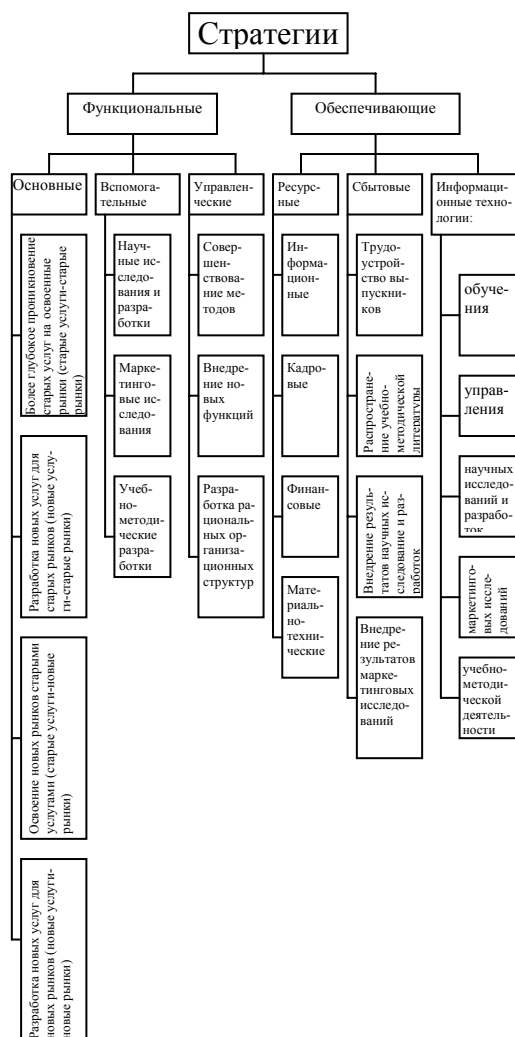 Стратегии
Функциональные
Обеспечивающие
Основные
Вспомога-
тельные
Управлен-
ческие
Ресурс-
ные
Сбытовые
Информаци-
онные техно-
логии:
Более глубокое проникновение
старых услуг на освоенные
рынки (старые услуги-старые
рынки)
Разработка новых услуг для
старых рынков (новые услу-
ги-старые рынки)
Освоение новых рынков старыми
услугами (старые услуги-новые
рынки)
Разработка новых услуг для
новых рынков (новые услуги-
новые рынки)
Науч-
ные ис-
следо-
вания и
разра-
ботки
Марке-
тинго-
вые ис-
следо-
вания
Учеб-
но-
методи-
ческие
разра-
ботки
Совер-
шен-
ствова-
ние ме-
тодов
Внед-
рение но-
вых
функций
Разра-
ботка ра-
циональ-
ных ор-
ганиза-
ционных
структур
Ин-
форма-
цион-
ные
Кадро-
вые
Финан-
совые
Мате-
риаль-
но-
техни-
ческие
Трудо-
устрой-
ство вы-
пускни-
ков
Распростране-
ние учебно-
методической
литературы
Внедрение резуль-
татов научных ис-
следование и раз-
работок
Внедре-
ние ре-
зультатов
марке-
тинговых
исследо-
ваний
обуче-
ния
управ-
ления
научных
исследо-
ваний и
разрабо-
ток
маркетинго-
вых иссле-
дований
учебно-
методи-
ческой
деятель-
ности